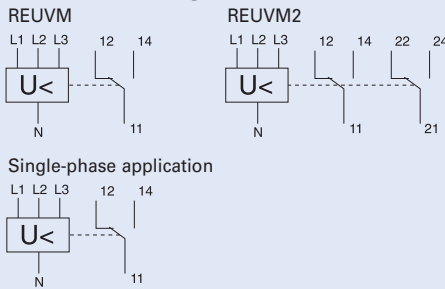 REUVM REUVM2
L1 L2 L3 12 14 L1 L2 L3 12 14 22 24
U< U<
N 11 N 11 21
Single-phase application
L1 L2 L3 12 14
U<
N 11